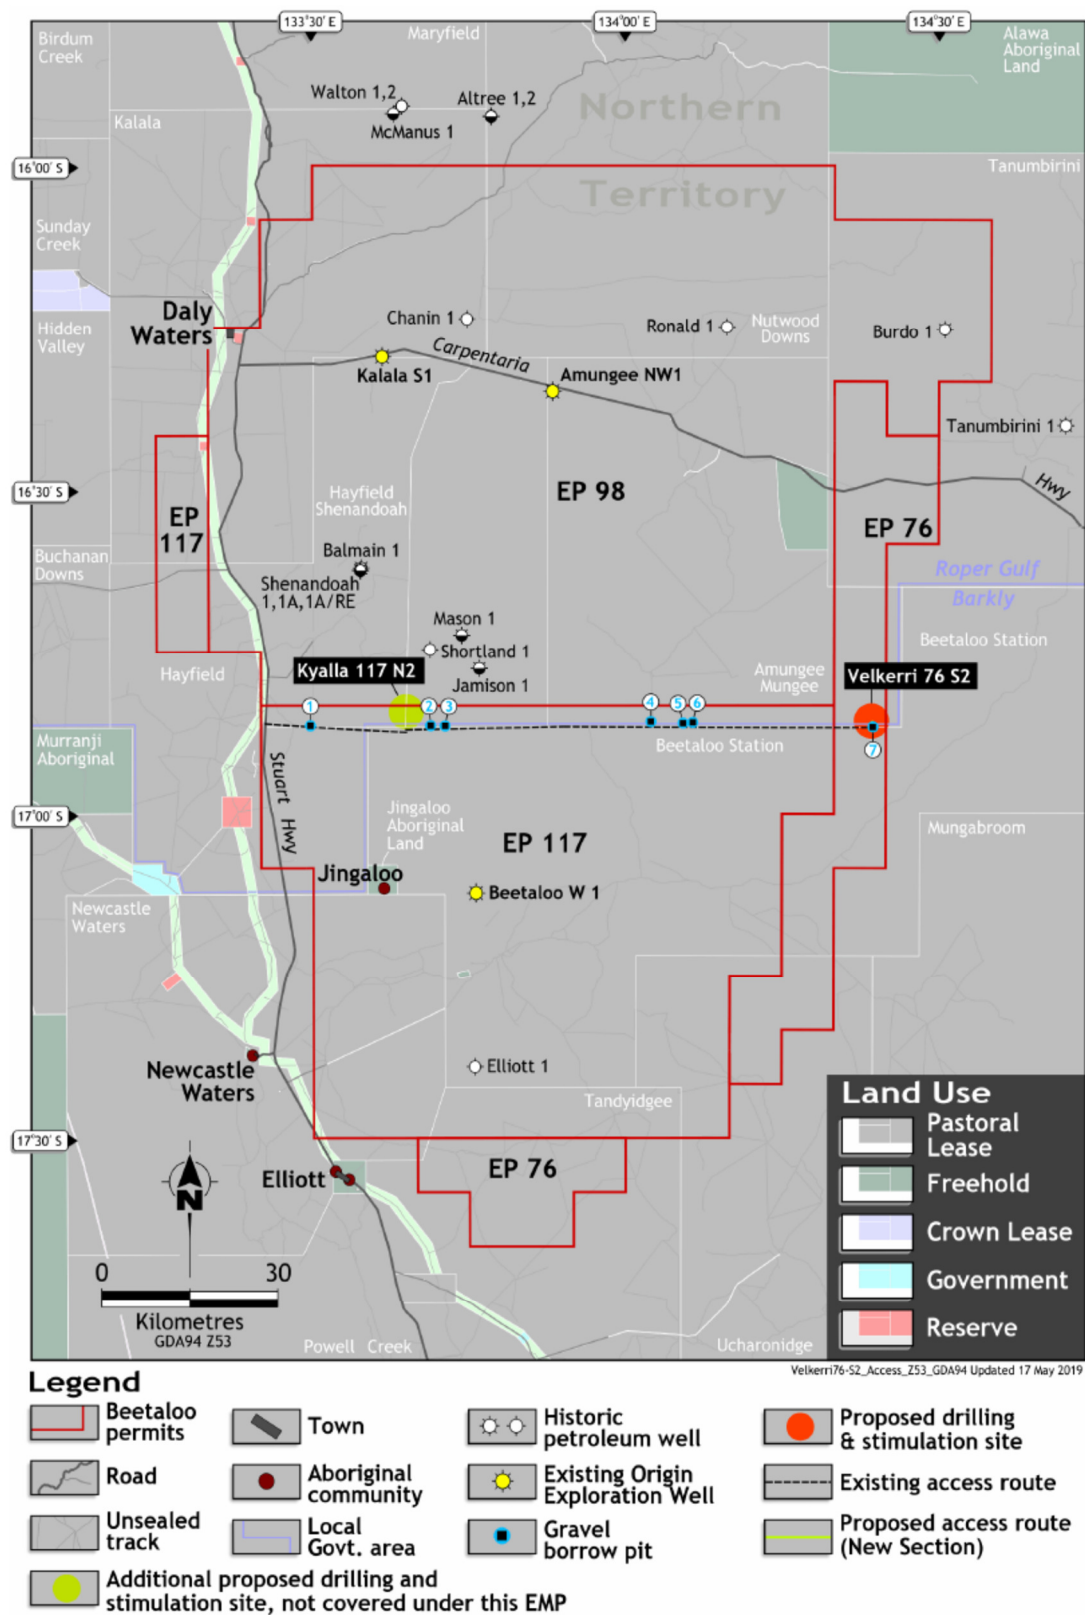 133°30' E
134°00' E
134°30' E
Birdum
Creek
Maryfield
Alawa
Aboriginal
Land
Walton 1,2
Altree 1,2
McManus 1
Kalala
Northern
Territory
16°00' S
Tanumbirini
Sunday
Creek
Daly
Waters
Hidden
Valley
Chanin 1
Ronald 1
Nutwood
Downs
Burdo 1
Carpentaria
Kalala S1
Amungee NW1
Tanumbirini 1
16°30' S
Hayfield
Shenandoah
EP 98
Hwy
EP
117
EP 76
Buchanan
Downs
Balmain 1
Shenandoah
1,1A,1A/RE
Roper Gulf
Barkly
Mason 1
Shortland 1
Jamison 1
Beetaloo Station
Hayfield
Kyalla 117 N2
Amungee
Mungee
Velkerri 76 S2
1
2
3
4
5
6
7
Murranji
Aboriginal
Stuart Hwy
Beetaloo Station
17°00' S
Jingaloo
Aboriginal
Land
EP 117
Mungabroom
Jingaloo
Beetaloo W 1
Newcastle
Waters
Newcastle
Waters
Elliott 1
Tandyidgee
17°30' S
Elliott
EP 76
N
0
30
Kilometres
GDA94 Z53
Powell Creek
Ucharonidge
Land Use
Pastoral
Lease
Freehold
Crown Lease
Government
Reserve
Velkerri76-S2_Access_Z53_GDA94 Updated 17 May 2019
Legend
Beetaloo
permits
Town
Historic
petroleum well
Proposed drilling
& stimulation site
Road
Aboriginal
community
Existing Origin
Exploration Well
Existing access route
Unsealed
track
Local
Govt. area
Gravel
borrow pit
Proposed access route
(New Section)
Additional proposed drilling and
stimulation site, not covered under this EMP